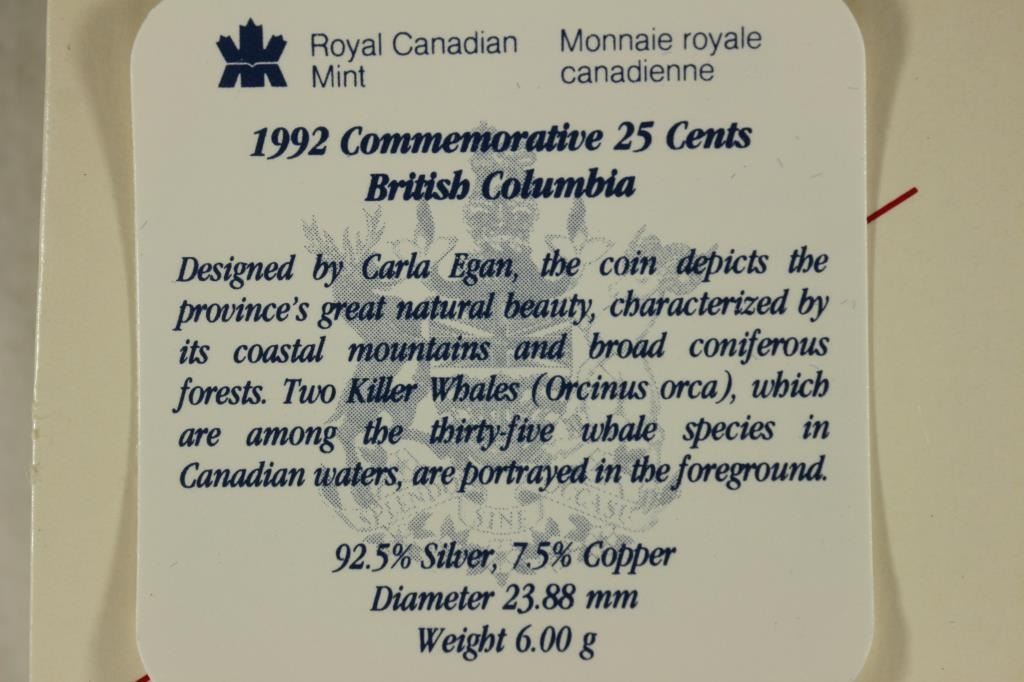 Royal Canadian Mint
Monnaie royale canadienne
1992 Commemorative 25 Cents
British Columbia
Designed by Carla Egan, the coin depicts the
province's great natural beauty, characterized by
its coastal mountains and broad coniferous
forests. Two Killer Whales (Orcinus orca), which
are among the thirty-five whale species in
Canadian waters, are portrayed in the foreground.
SPLENDOR SINE OCCASU
92.5% Silver, 7.5% Copper
Diameter 23.88 mm
Weight 6.00 g